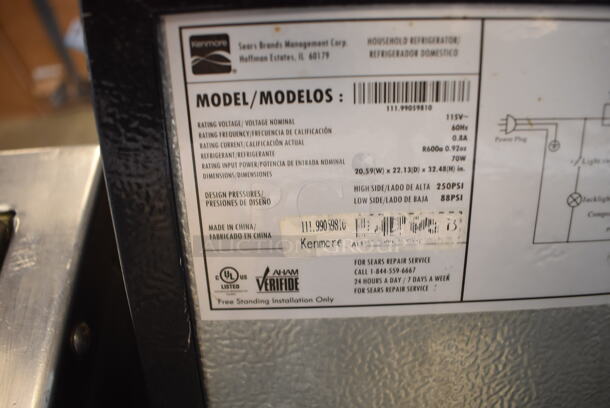 Kenmore
Sears Brands Management Corp.
Hoffman Estates, IL 60179
HOUSEHOLD REFRIGERATOR/
REFRIGERADOR DOMESTICO
MODEL/MODELOS :
111.99059810
RATING VOLTAGE/VOLTAGE NOMINAL 115V~
RATING FREQUENCY/FRECUENCIA DE CALIFICACIÓN 60Hz
RATING CURRENT/CALIFICACIÓN ACTUAL 0.8A
REFRIGERANT/REFRIGERANTE R600a 0.92oz
RATING INPUT POWER/POTENCIA DE ENTRADA NOMINAL 70W
DIMENSIONS/DIMENSIONES 20.59(W) x 22.13(D) x 32.48(H) in.
DESIGN PRESSURES/
PRESIONES DE DISEÑO
HIGH SIDE/LADO DE ALTA 250PSI
LOW SIDE/LADO DE BAJA 88PSI
MADE IN CHINA/
FABRICADO EN CHINA
Kenmore
C UL US
LISTED
AHAM
VERIFIDE
FOR SEARS REPAIR SERVICE
CALL 1-844-559-6667
24 HOURS A DAY / 7 DAYS A WEEK
FOR SEARS REPAIR SERVICE
Free Standing Installation Only
Power Plug
Light